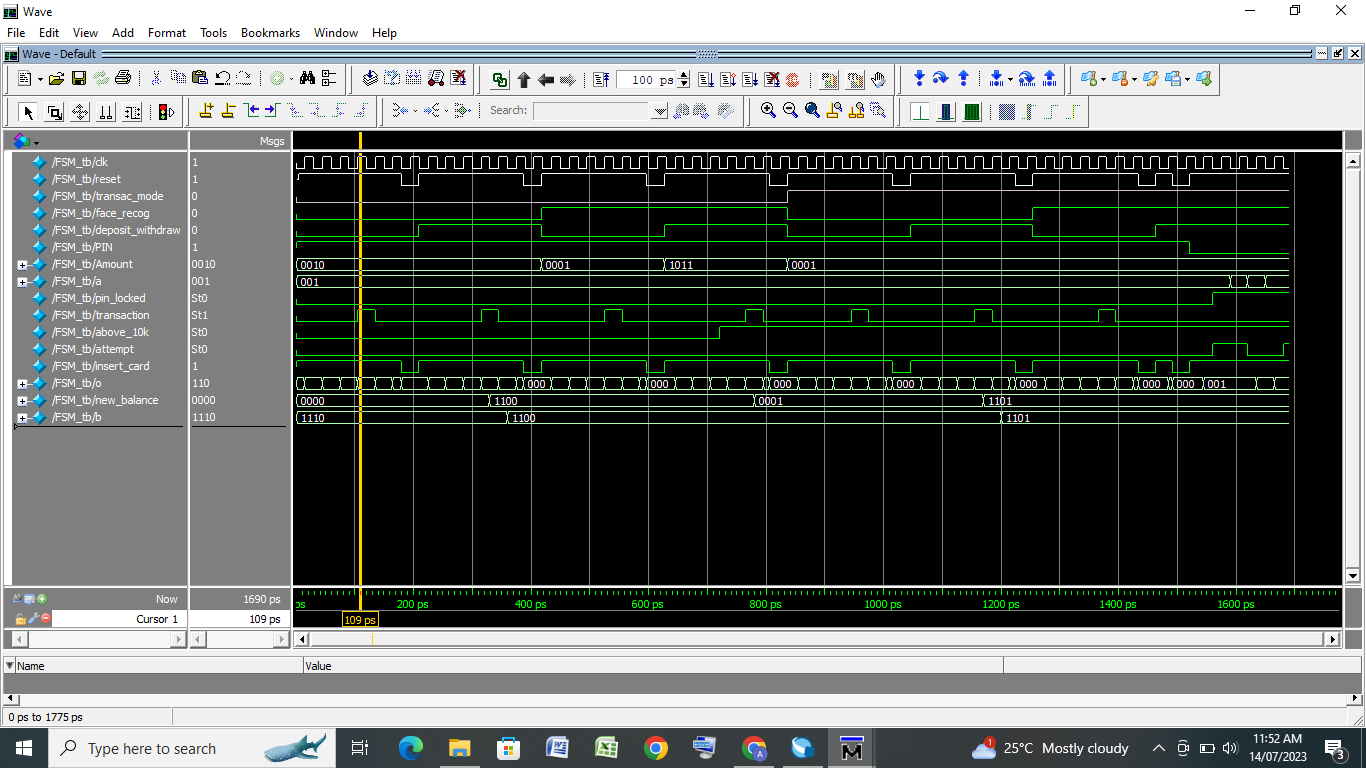 Wave
File Edit View Add Format Tools Bookmarks Window Help
Wave - Default
100 ps
Search:
Msgs
/FSM_tb/clk 1
/FSM_tb/reset 1
/FSM_tb/transac_mode 0
/FSM_tb/face_recog 0
/FSM_tb/deposit_withdraw 0
/FSM_tb/PIN 1
/FSM_tb/Amount 0010 0010 0001 1011 0001
/FSM_tb/a 001 001
/FSM_tb/pin_locked St0
/FSM_tb/transaction St1
/FSM_tb/above_10k St0
/FSM_tb/attempt St0
/FSM_tb/insert_card 1
/FSM_tb/o 110 000 000 000 000 000 000 000 001
/FSM_tb/new_balance 0000 0000 1100 0001 1101
/FSM_tb/b 1110 1110 1100 1101
Now 1690 ps 200 ps 400 ps 600 ps 800 ps 1000 ps 1200 ps 1400 ps 1600 ps
Cursor 1 109 ps 109 ps
Name Value
0 ps to 1775 ps
Type here to search
1
25°C Mostly cloudy
11:52 AM
14/07/2023
3